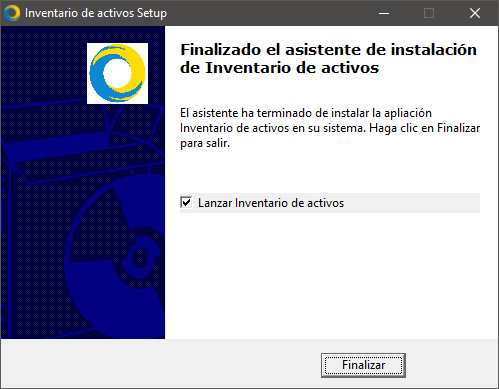 Inventario de activos Setup
Finalizado el asistente de instalación
de Inventario de activos
El asistente ha terminado de instalar la apliación
Inventario de activos en su sistema. Haga clic en Finalizar
para salir.
Lanzar Inventario de activos
Finalizar